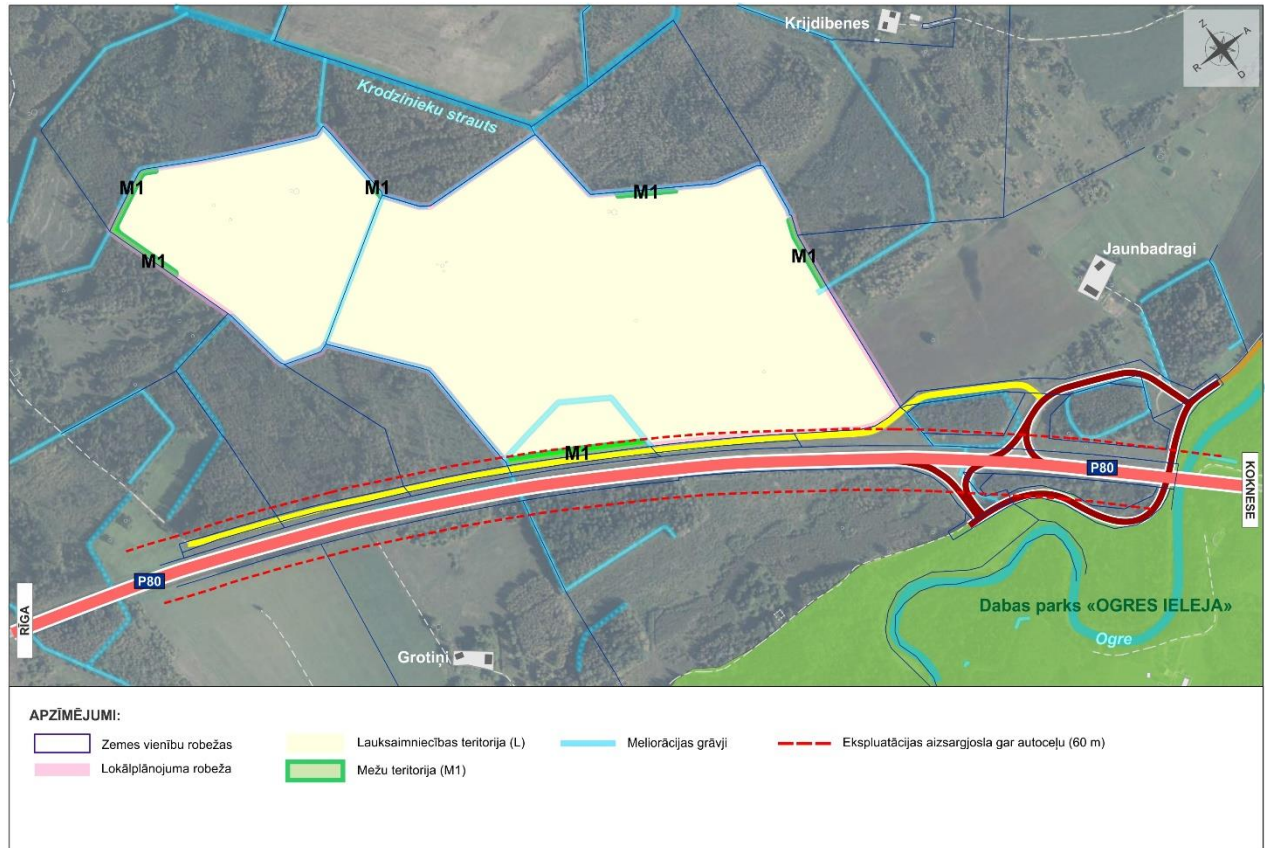 Krijdibenes
Z
A
R
D
Krodzinieku strauts
M1
M1
M1
M1
M1
Jaunbadragi
M1
P80
KOKNESE
P80
RĪGA
Dabas parks «OGRES IELEJA»
Ogre
Grotiņi
APZĪMĒJUMI:
Zemes vienību robežas
Lauksaimniecības teritorija (L)
Meliorācijas grāvji
Ekspluatācijas aizsargjosla gar autoceļu (60 m)
Lokālplānojuma robeža
Mežu teritorija (M1)